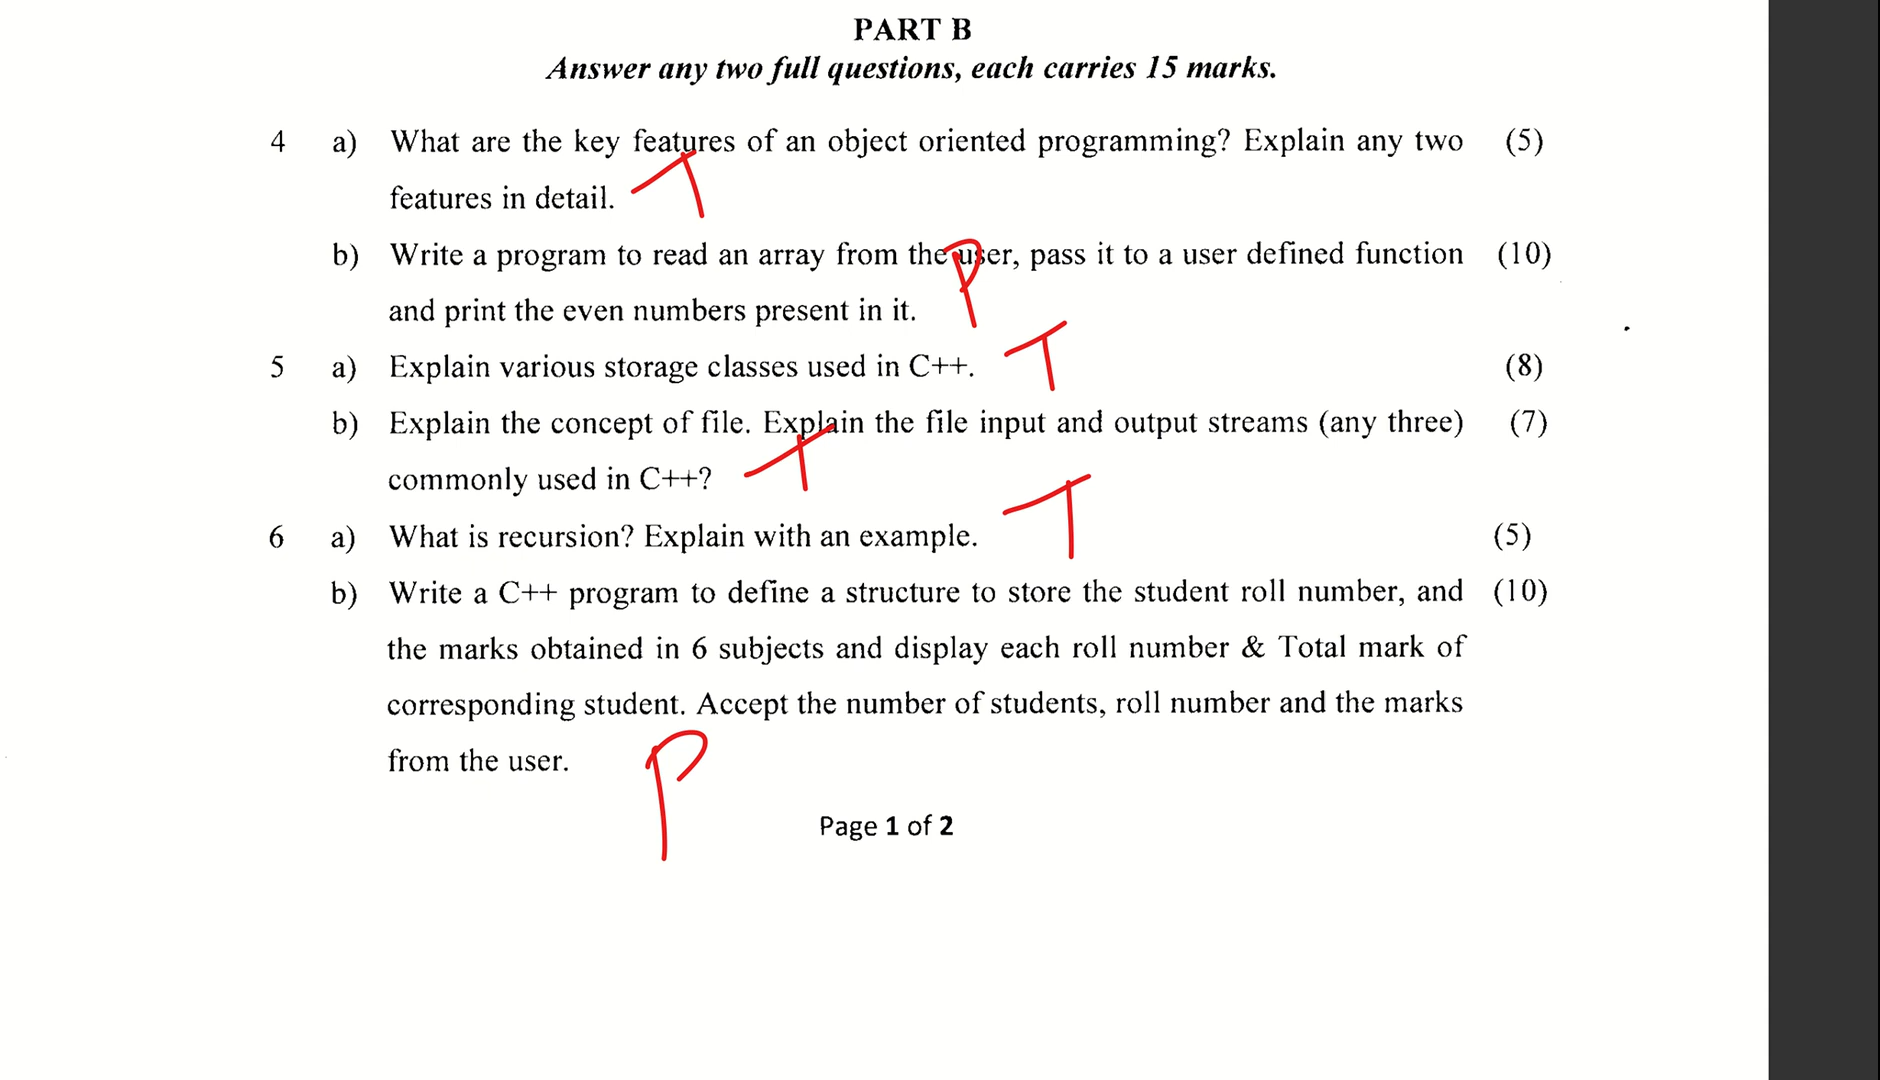 PART B
Answer any two full questions, each carries 15 marks.
4 a) What are the key features of an object oriented programming? Explain any two (5)
features in detail. T
b) Write a program to read an array from the user, pass it to a user defined function (10)
and print the even numbers present in it. P
5 a) Explain various storage classes used in C++. T (8)
b) Explain the concept of file. Explain the file input and output streams (any three) (7)
commonly used in C++? T
6 a) What is recursion? Explain with an example. T (5)
b) Write a C++ program to define a structure to store the student roll number, and (10)
the marks obtained in 6 subjects and display each roll number & Total mark of
corresponding student. Accept the number of students, roll number and the marks
from the user. P
Page 1 of 2